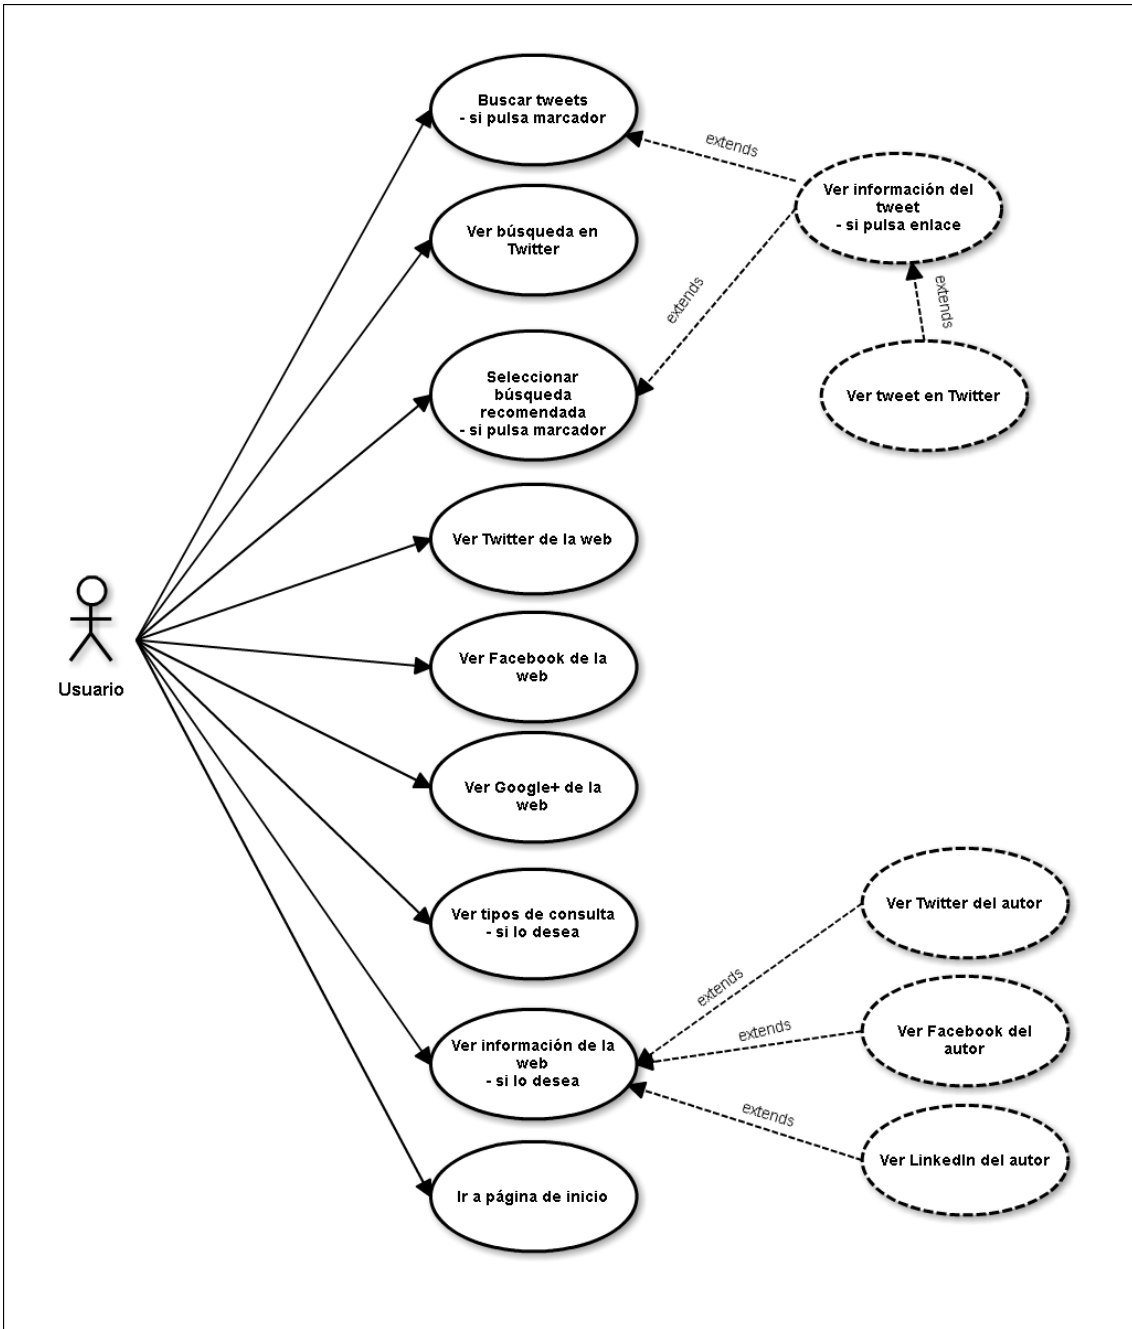 Buscar tweets
- si pulsa marcador
extends
Ver información del
tweet
- si pulsa enlace
Ver búsqueda en
Twitter
extends
extends
Seleccionar
búsqueda
recomendada
- si pulsa marcador
Ver tweet en Twitter
Ver Twitter de la web
Usuario
Ver Facebook de la
web
Ver Google+ de la
web
Ver tipos de consulta
- si lo desea
Ver Twitter del autor
extends
Ver información de la
web
- si lo desea
extends
Ver Facebook del
autor
extends
Ver LinkedIn del autor
Ir a página de inicio